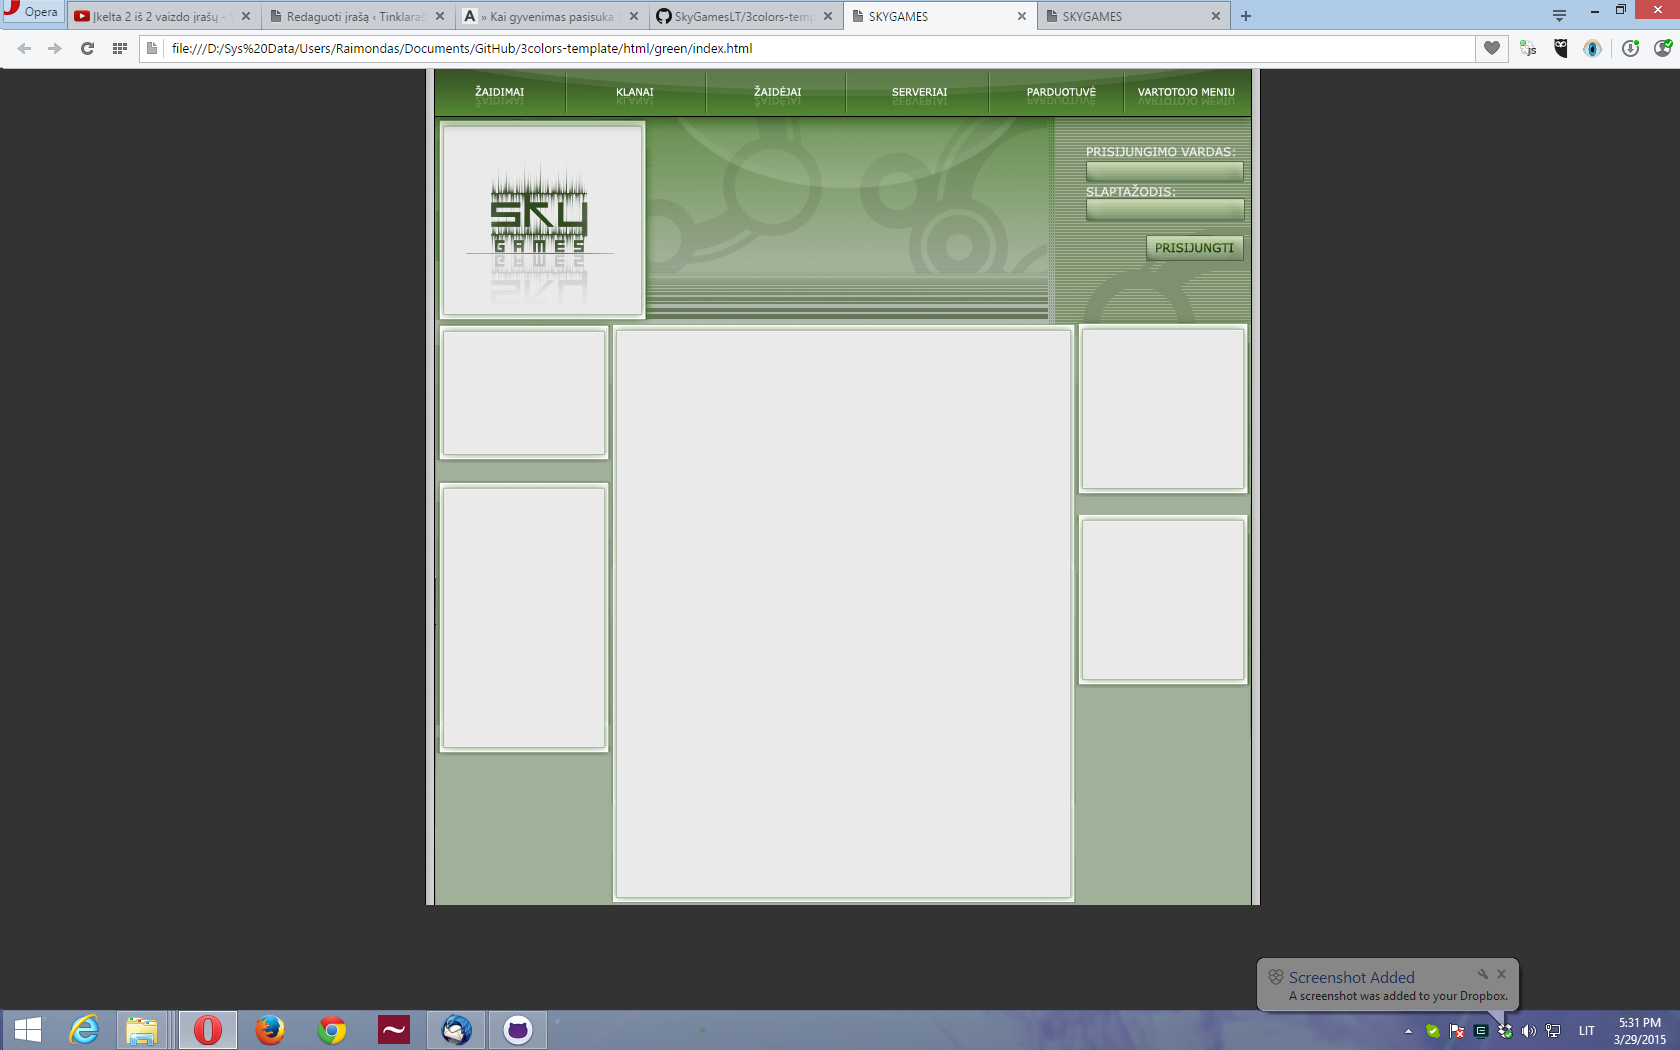 Opera
Įkelta 2 iš 2 vaizdo įrašų -
Redaguoti įrašą ‹ Tinklaraš
A » Kai gyvenimas pasisuka
SkyGamesLT/3colors-temp
SKYGAMES
SKYGAMES
file:///D:/Sys%20Data/Users/Raimondas/Documents/GitHub/3colors-template/html/green/index.html
JS
ŽAIDIMAI
KLANAI
ŽAIDĖJAI
SERVERIAI
PARDUOTUVĖ
VARTOTOJO MENIU
SKY
GAMES
PRISIJUNGIMO VARDAS:
SLAPTAŽODIS:
PRISIJUNGTI
Screenshot Added
A screenshot was added to your Dropbox.
LIT
5:31 PM
3/29/2015